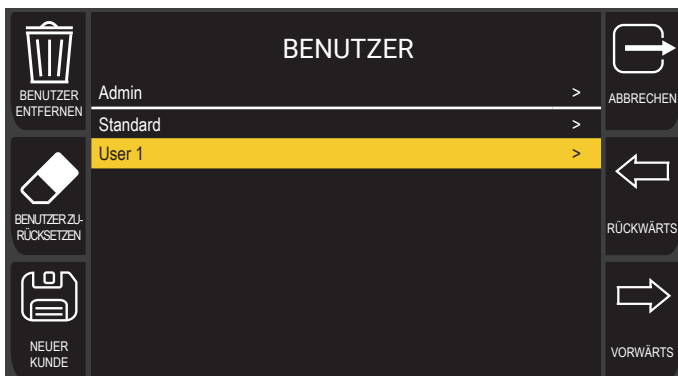 BENUTZER
ENTFERNEN
BENUTZER ZU-
RÜCKSETZEN
NEUER
KUNDE
BENUTZER
Admin >
Standard >
User 1 >
ABBRECHEN
RÜCKWÄRTS
VORWÄRTS